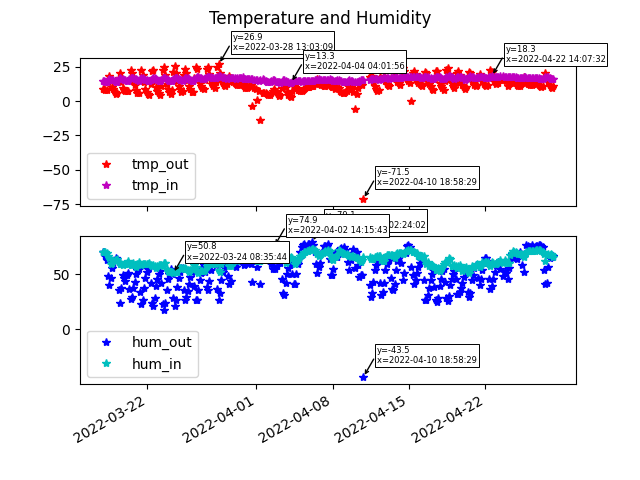 Temperature and Humidity
y=26.9
x=2022-03-28 13:03:09
y=13.3
x=2022-04-04 04:01:56
y=18.3
x=2022-04-22 14:07:32
25
0
−25
−50
−75
y=-71.5
x=2022-04-10 18:58:29
tmp_out
tmp_in
y=74.9
x=2022-04-02 14:15:43
02:24:02
y=50.8
x=2022-03-24 08:35:44
50
0
y=-43.5
x=2022-04-10 18:58:29
hum_out
hum_in
2022-03-22
2022-04-01
2022-04-08
2022-04-15
2022-04-22